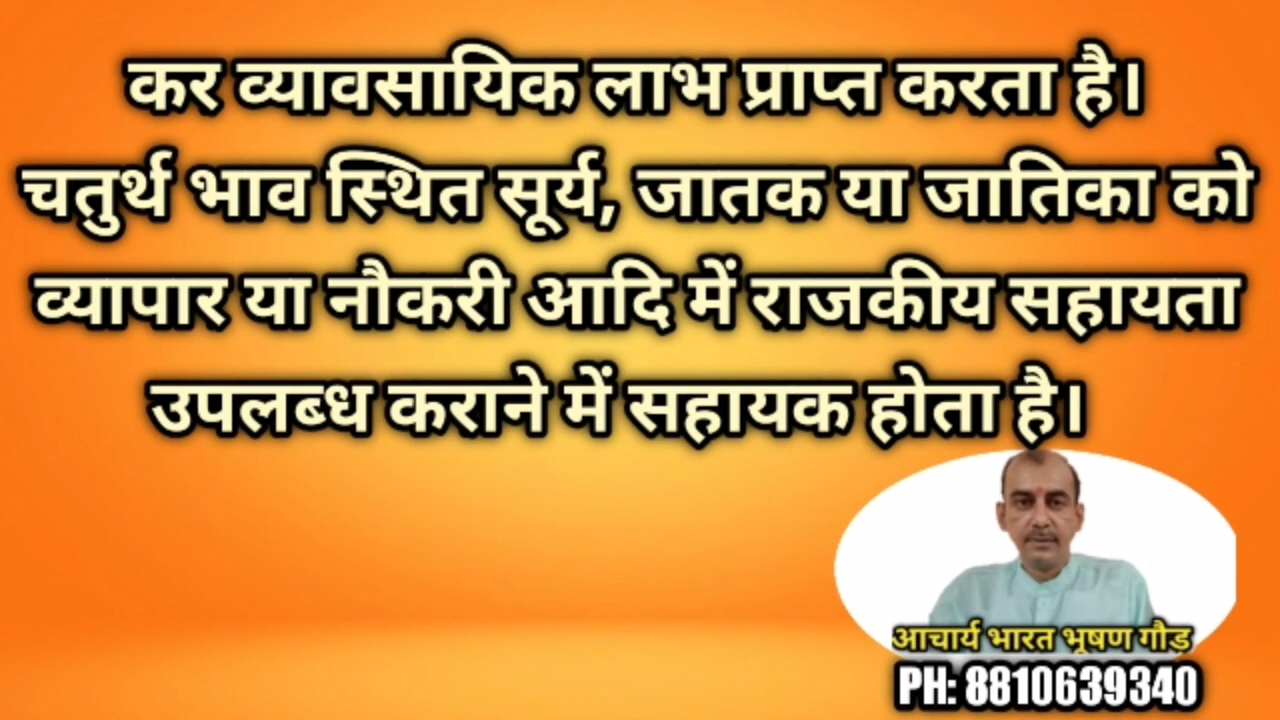 कर व्यावसायिक लाभ प्राप्त करता है।
चतुर्थ भाव स्थित सूर्य, जातक या जातिका को
व्यापार या नौकरी आदि में राजकीय सहायता
उपलब्ध कराने में सहायक होता है।
आचार्य भारत भूषण गौड़
PH: 8810639340